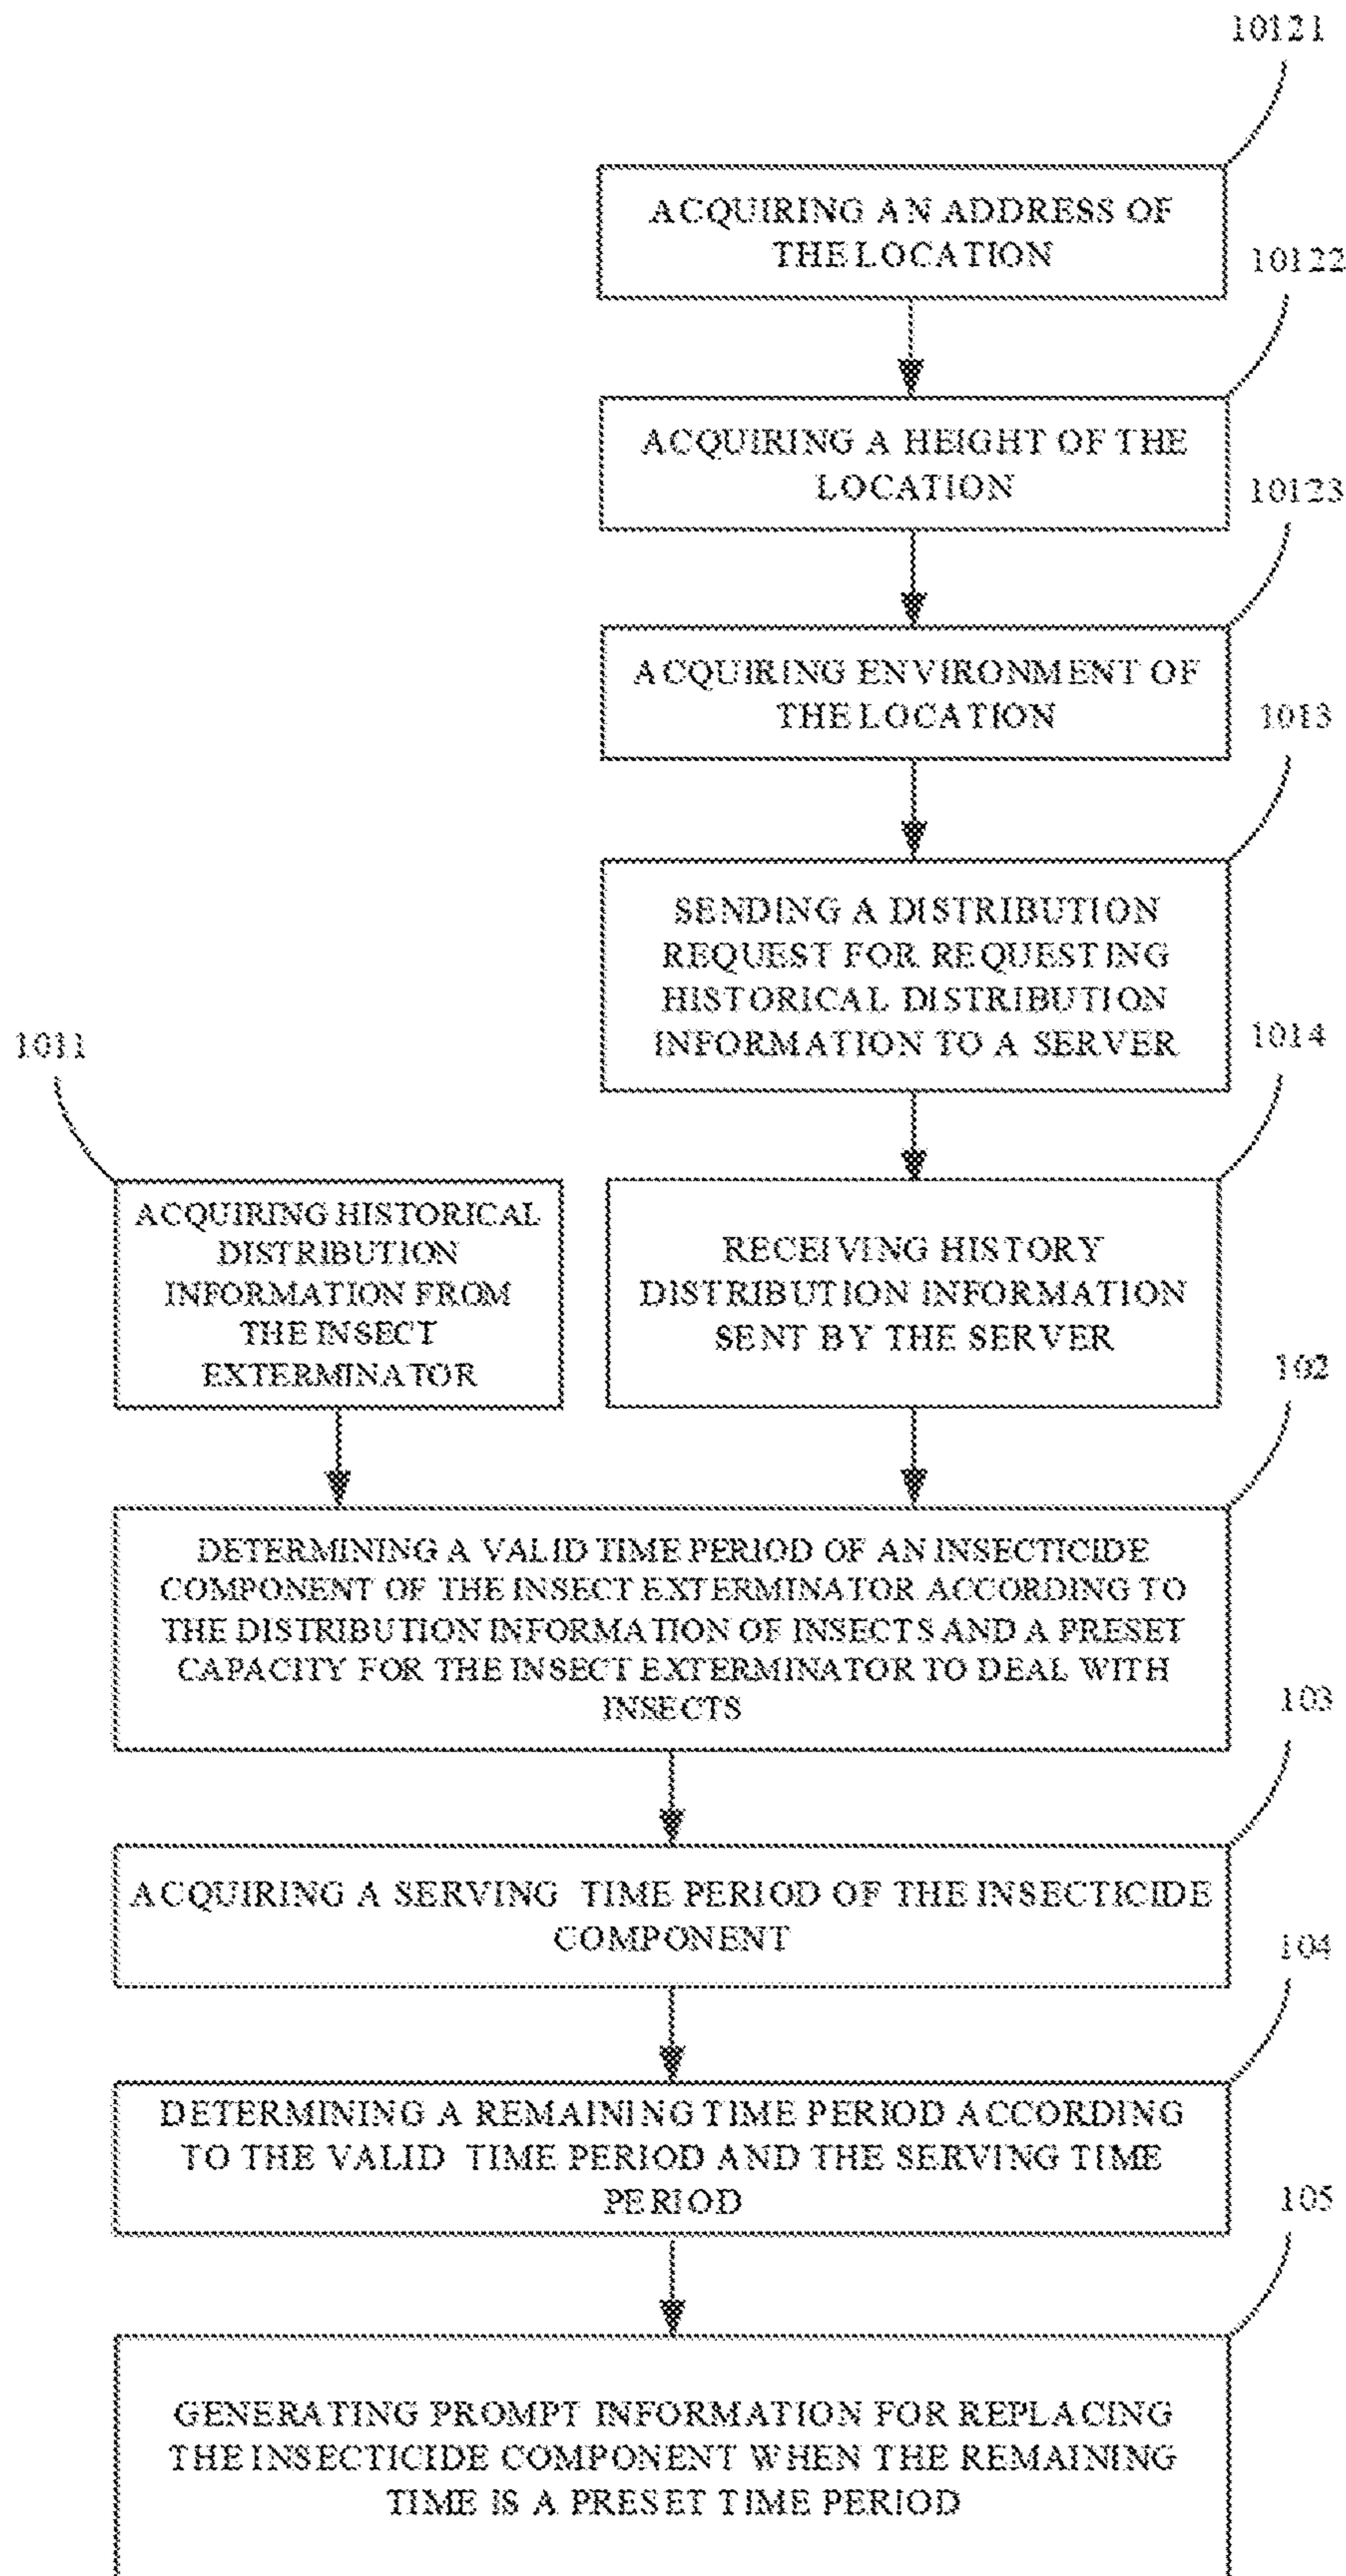 10121
ACQUIRING AN ADDRESS OF
THE LOCATION
10122
ACQUIRING A HEIGHT OF THE
LOCATION
10123
ACQUIRING ENVIRONMENT OF
THE LOCATION
1013
SENDING A DISTRIBUTION
REQUEST FOR REQUESTING
HISTORICAL DISTRIBUTION
INFORMATION TO A SERVER
1011
1014
ACQUIRING HISTORICAL
DISTRIBUTION
INFORMATION FROM
THE INSECT
EXTERMINATOR
RECEIVING HISTORY
DISTRIBUTION INFORMATION
SENT BY THE SERVER
102
DETERMINING A VALID TIME PERIOD OF AN INSECTICIDE
COMPONENT OF THE INSECT EXTERMINATOR ACCORDING TO
THE DISTRIBUTION INFORMATION OF INSECTS AND A PRESET
CAPACITY FOR THE INSECT EXTERMINATOR TO DEAL WITH
INSECTS
103
ACQUIRING A SERVING TIME PERIOD OF THE INSECTICIDE
COMPONENT
104
DETERMINING A REMAINING TIME PERIOD ACCORDING
TO THE VALID TIME PERIOD AND THE SERVING TIME
PERIOD
105
GENERATING PROMPT INFORMATION FOR REPLACING
THE INSECTICIDE COMPONENT WHEN THE REMAINING
TIME IS A PRESET TIME PERIOD